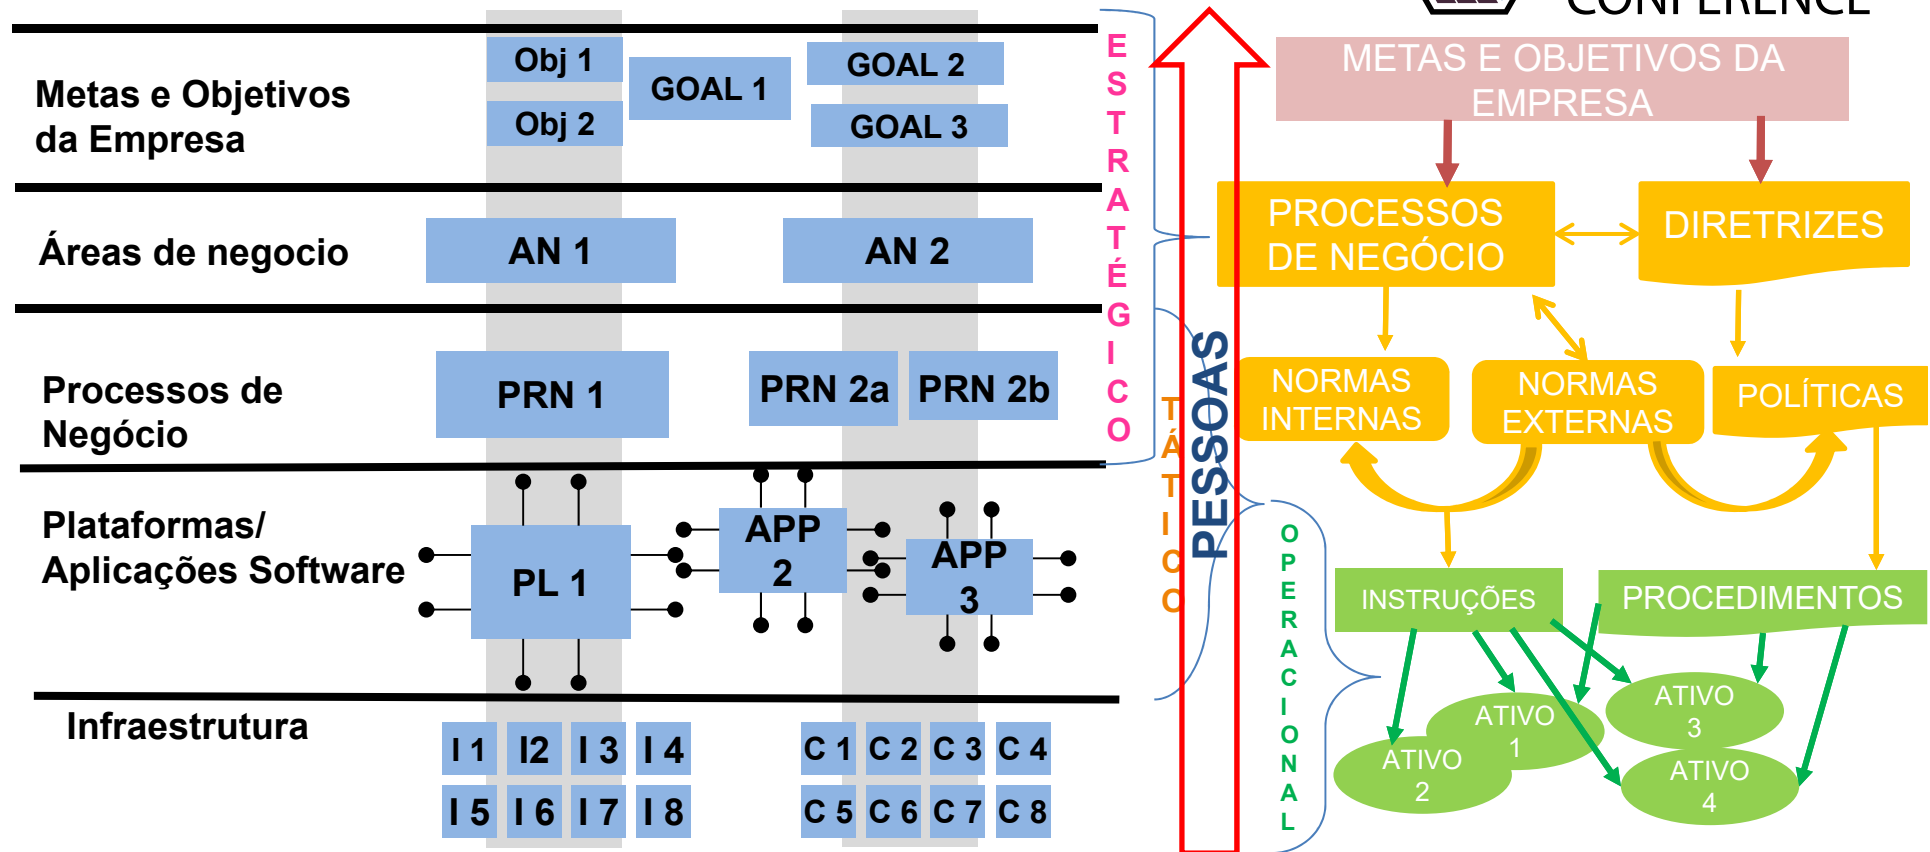 CONFERENCE
Metas e Objetivos
da Empresa
Obj 1
Obj 2
GOAL 1
GOAL 2
GOAL 3
Áreas de negocio
AN 1
AN 2
Processos de
Negócio
PRN 1
PRN 2a
PRN 2b
Plataformas/
Aplicações Software
PL 1
APP
2
APP
3
Infraestrutura
I 1
I2
I 3
I 4
I 5
I 6
I 7
I 8
C 1
C 2
C 3
C 4
C 5
C 6
C 7
C 8
ESTRATÉGICO
TÁTICO
PESSOAS
OPERACIONAL
METAS E OBJETIVOS DA
EMPRESA
PROCESSOS
DE NEGÓCIO
DIRETRIZES
NORMAS
INTERNAS
NORMAS
EXTERNAS
POLÍTICAS
INSTRUÇÕES
PROCEDIMENTOS
ATIVO
1
ATIVO
2
ATIVO
3
ATIVO
4